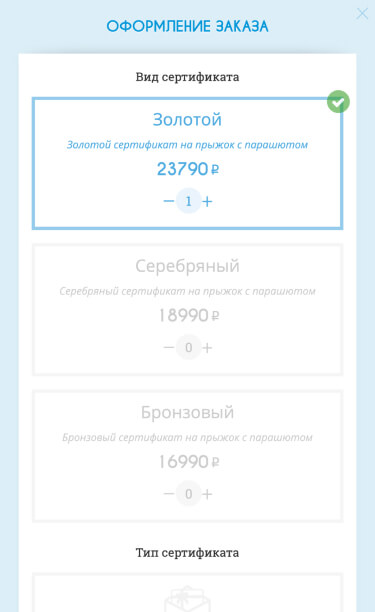 ОФОРМЛЕНИЕ ЗАКАЗА
Вид сертификата
Золотой
Золотой сертификат на прыжок с парашютом
23790 ₽
− 1 +
Серебряный
Серебряный сертификат на прыжок с парашютом
18990 ₽
− 0 +
Бронзовый
Бронзовый сертификат на прыжок с парашютом
16990 ₽
− 0 +
Тип сертификата